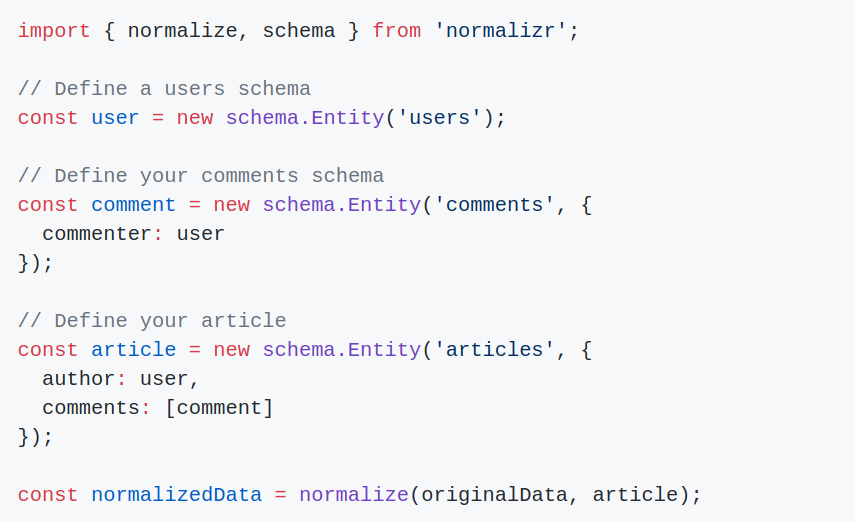 import { normalize, schema } from 'normalizr';

// Define a users schema
const user = new schema.Entity('users');

// Define your comments schema
const comment = new schema.Entity('comments', {
  commenter: user
});

// Define your article
const article = new schema.Entity('articles', {
  author: user,
  comments: [comment]
});

const normalizedData = normalize(originalData, article);